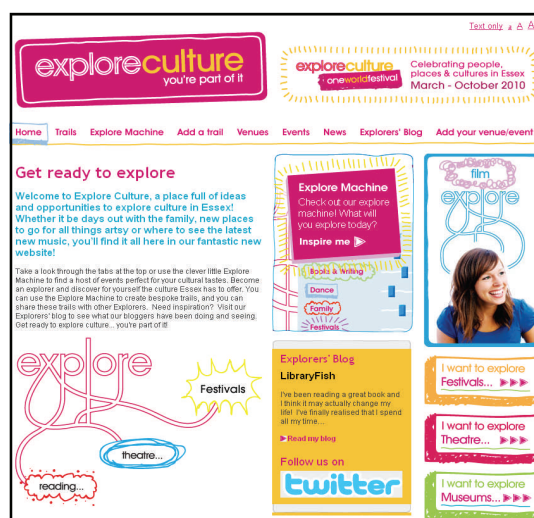 Text only a A A
exploreculture
you're part of it
exploreculture
oneworldfestival
Celebrating people,
places & cultures in Essex
March - October 2010
Home Trails Explore Machine Add a trail Venues Events News Explorers' Blog Add your venue/event
Get ready to explore
Welcome to Explore Culture, a place full of ideas
and opportunities to explore culture in Essex!
Whether it be days out with the family, new places
to go for all things artsy or where to see the latest
new music, you'll find it all here in our fantastic new
website!
Take a look through the tabs at the top or use the clever little Explore
Machine to find a host of events perfect for your cultural tastes. Become
an explorer and discover for yourself the culture Essex has to offer. You
can use the Explore Machine to create bespoke trails, and you can
share these trails with other Explorers. Need inspiration? Visit our
Explorers' blog to see what our bloggers have been doing and seeing.
Get ready to explore culture... you're part of it!
explore
Festivals
theatre...
reading...
Explore Machine
Check out our explore
machine! What will
you explore today?
Inspire me
Books & Writing
Dance
Family
Festivals
Explorers' Blog
LibraryFish
I've been reading a great book and
I think it may actually change my
life! I've finally realised that I spend
all my time....
Read my blog
Follow us on
twitter
film
explore
I want to explore
Festivals...
I want to explore
Theatre...
I want to explore
Museums...